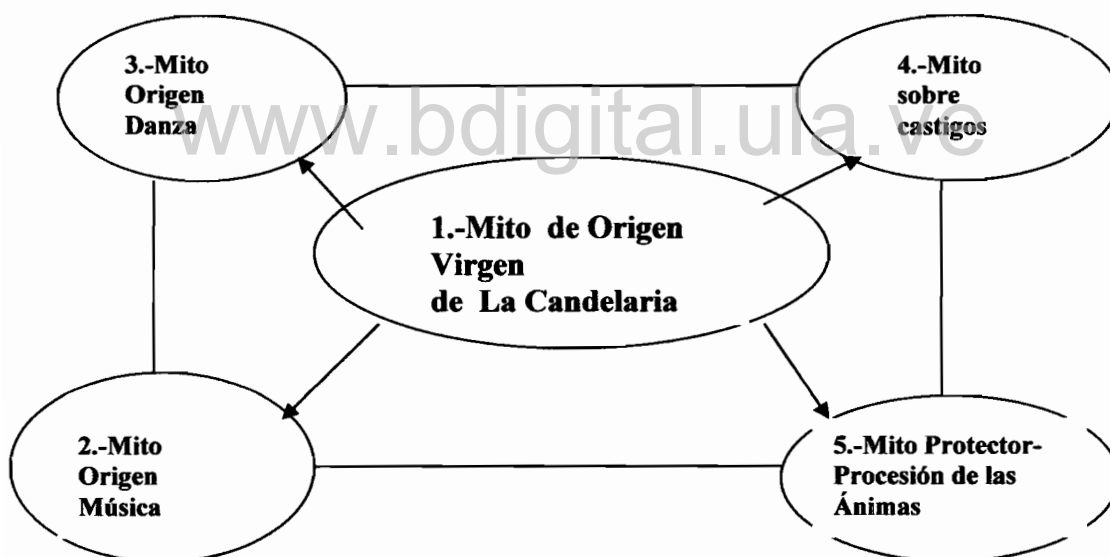 3.-Mito
Origen
Danza
4.-Mito
sobre
castigos
www.bdigital.ula.ve
1.-Mito de Origen
Virgen
de La Candelaria
2.-Mito
Origen
Música
5.-Mito Protector-
Procesión de las
Ánimas